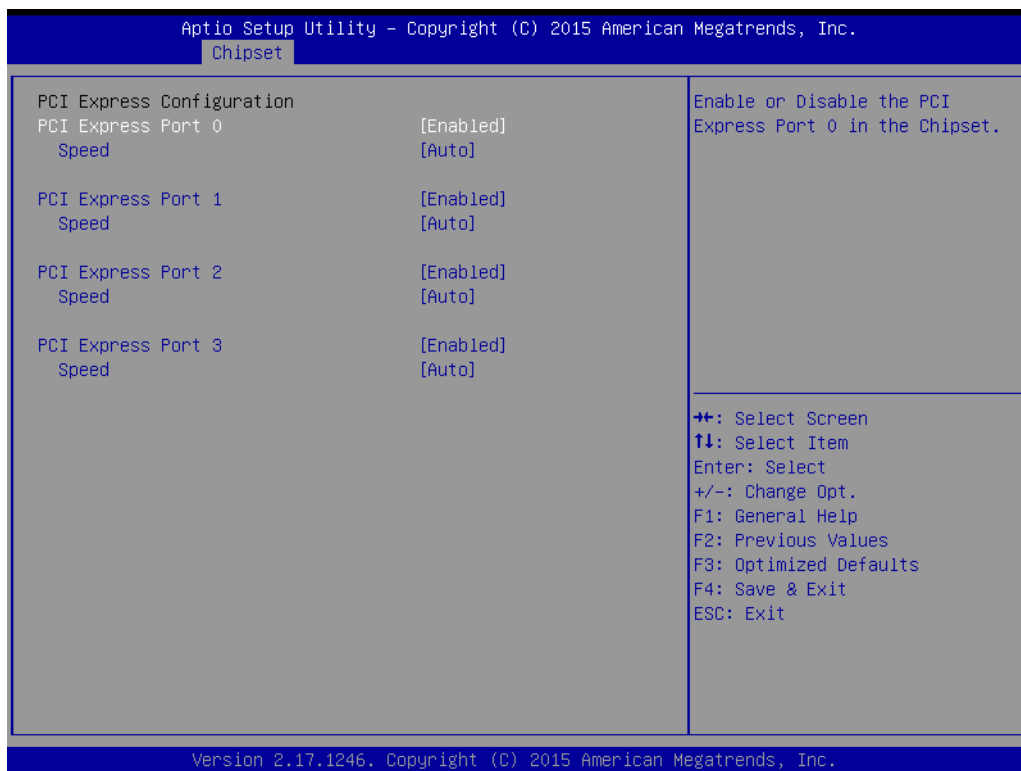 Aptio Setup Utility – Copyright (C) 2015 American Megatrends, Inc.
Chipset
PCI Express Configuration
PCI Express Port 0 [Enabled]
Speed [Auto]
PCI Express Port 1 [Enabled]
Speed [Auto]
PCI Express Port 2 [Enabled]
Speed [Auto]
PCI Express Port 3 [Enabled]
Speed [Auto]
Enable or Disable the PCI
Express Port 0 in the Chipset.
→←: Select Screen
↑↓: Select Item
Enter: Select
+/-: Change Opt.
F1: General Help
F2: Previous Values
F3: Optimized Defaults
F4: Save & Exit
ESC: Exit
Version 2.17.1246. Copyright (C) 2015 American Megatrends, Inc.